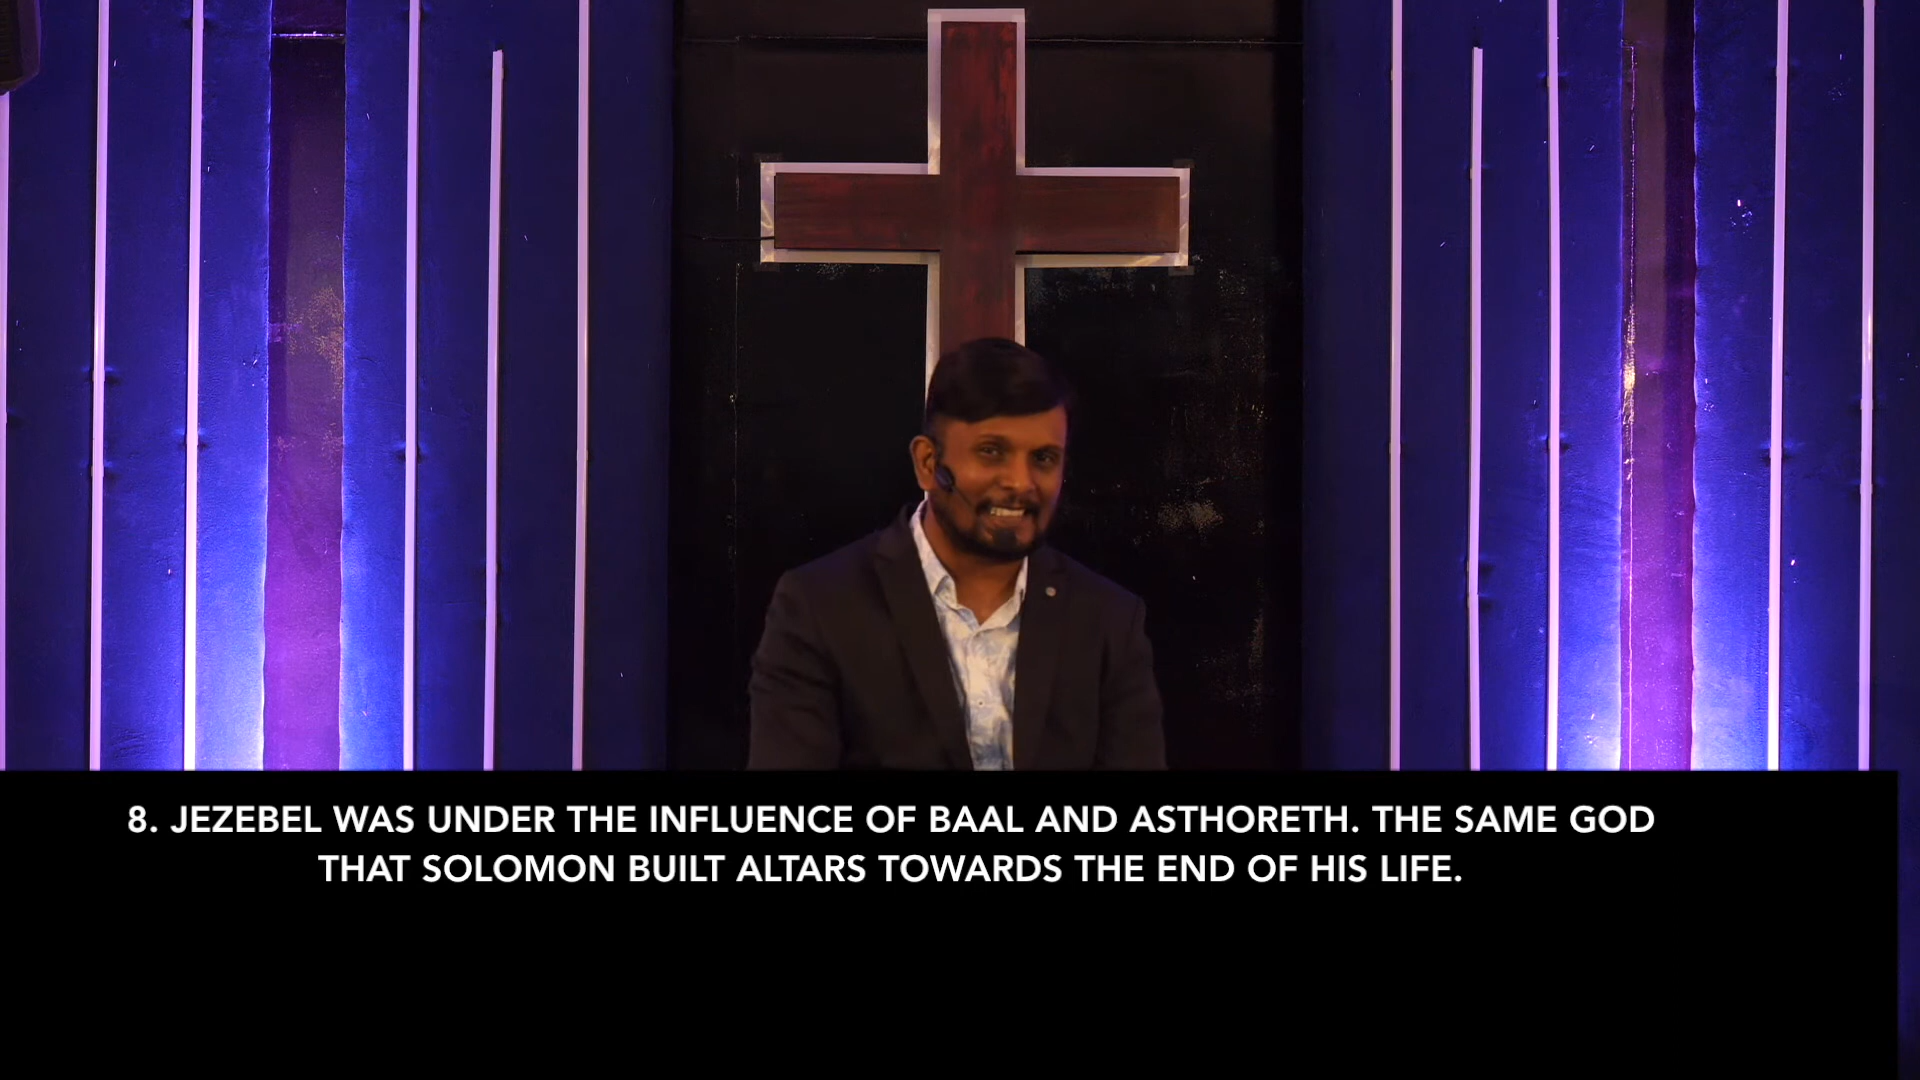 8. JEZEBEL WAS UNDER THE INFLUENCE OF BAAL AND ASTHORETH. THE SAME GOD
THAT SOLOMON BUILT ALTARS TOWARDS THE END OF HIS LIFE.